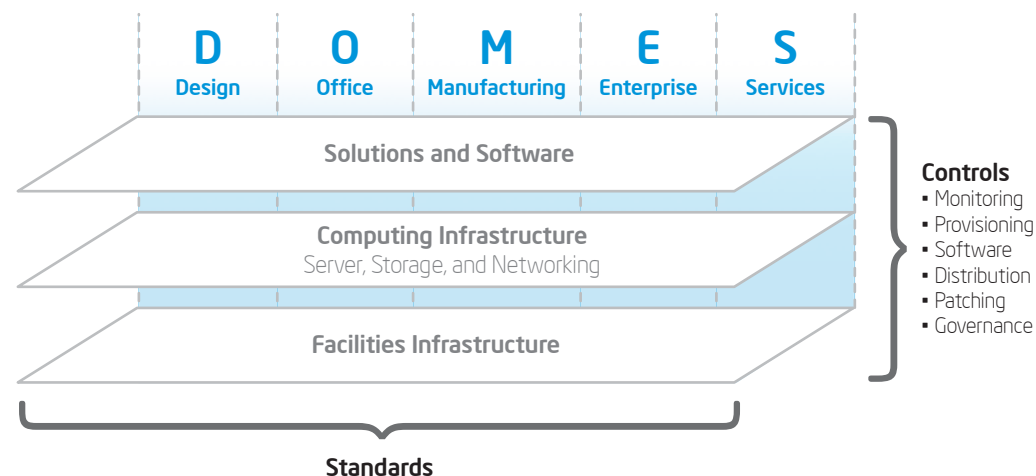 D O M E S
Design Office Manufacturing Enterprise Services
Solutions and Software
Computing Infrastructure
Server, Storage, and Networking
Facilities Infrastructure
Controls
▪ Monitoring
▪ Provisioning
▪ Software
▪ Distribution
▪ Patching
▪ Governance
Standards